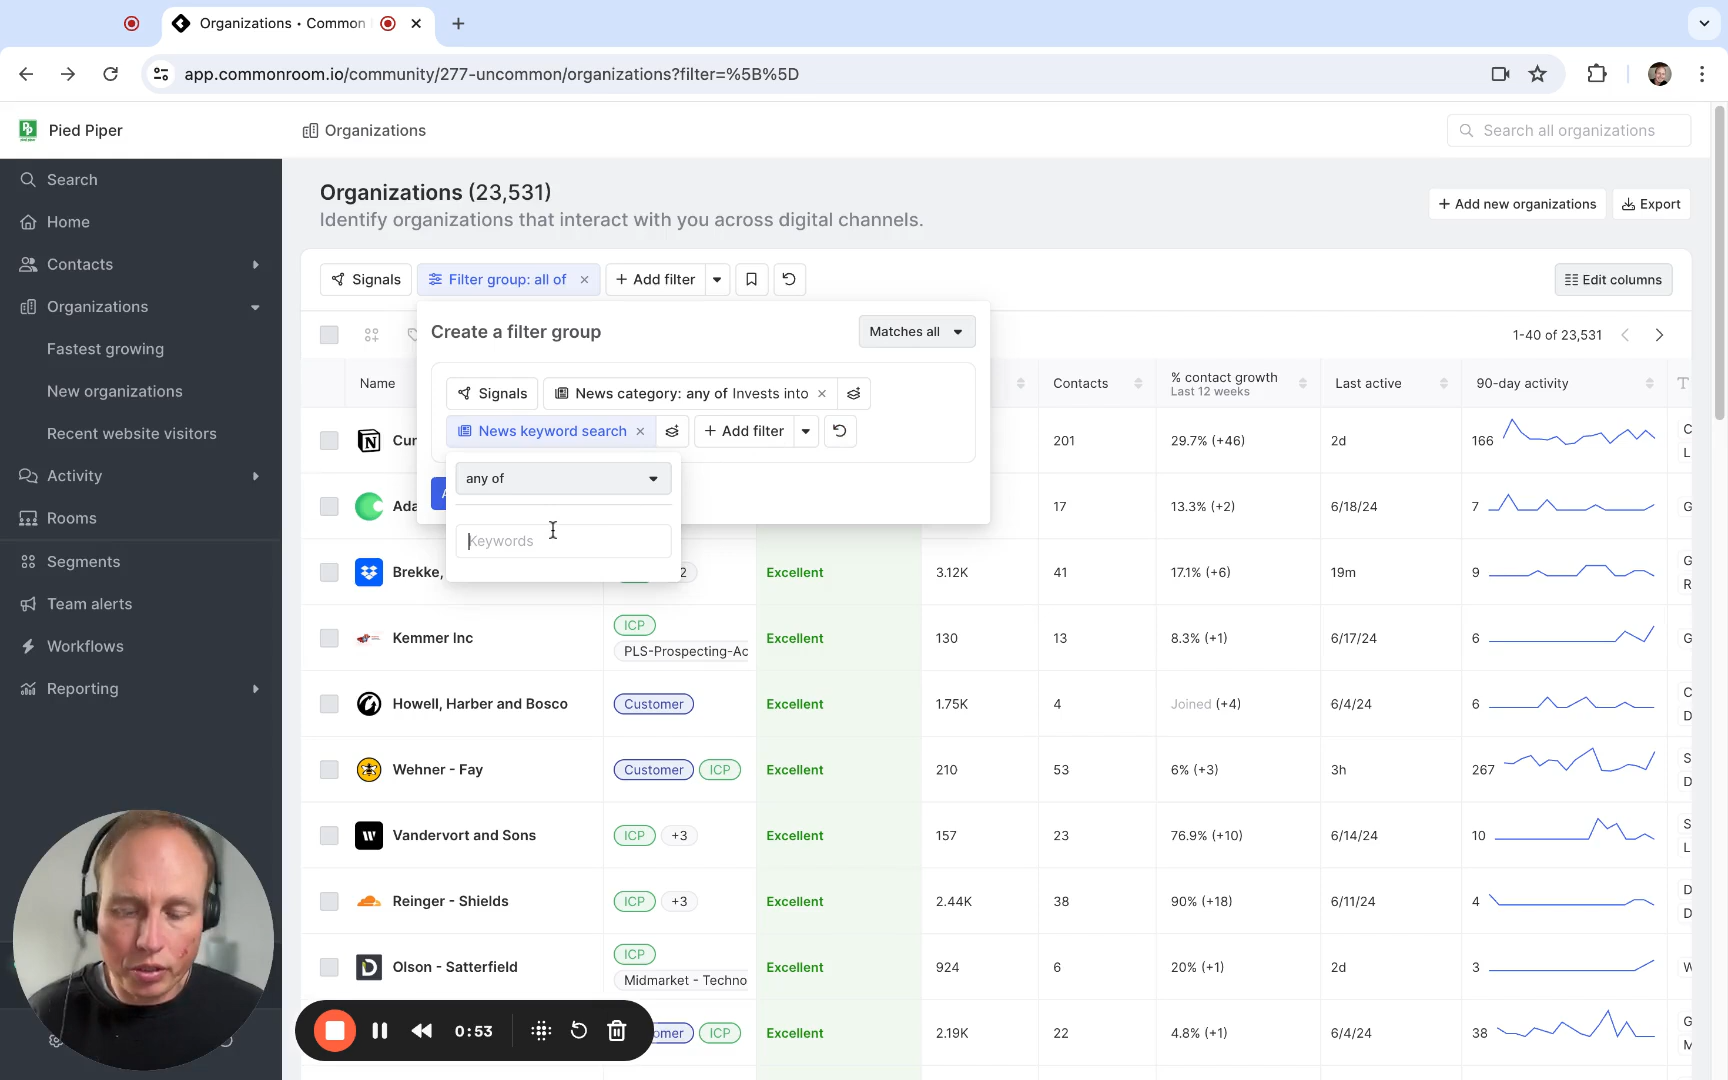 Organizations • Common
app.commonroom.io/community/277-uncommon/organizations?filter=%5B%5D
Pied Piper
Organizations
Search all organizations
Search
Home
Contacts
Organizations
Fastest growing
New organizations
Recent website visitors
Activity
Rooms
Segments
Team alerts
Workflows
Reporting
Organizations (23,531)
Identify organizations that interact with you across digital channels.
+ Add new organizations
Export
Signals
Filter group: all of
+ Add filter
Edit columns
Create a filter group
Matches all
1-40 of 23,531
Signals
News category: any of Invests into
News keyword search
+ Add filter
any of
Keywords
Name
Contacts
% contact growth
Last 12 weeks
Last active
90-day activity
201
29.7% (+46)
2d
166
17
13.3% (+2)
6/18/24
7
Brekke,
Excellent
3.12K
41
17.1% (+6)
19m
9
Kemmer Inc
ICP
PLS-Prospecting-Ac
Excellent
130
13
8.3% (+1)
6/17/24
6
Howell, Harber and Bosco
Customer
Excellent
1.75K
4
Joined (+4)
6/4/24
6
Wehner - Fay
Customer
ICP
Excellent
210
53
6% (+3)
3h
267
Vandervort and Sons
ICP
+3
Excellent
157
23
76.9% (+10)
6/14/24
10
Reinger - Shields
ICP
+3
Excellent
2.44K
38
90% (+18)
6/11/24
4
Olson - Satterfield
ICP
Midmarket - Techno
Excellent
924
6
20% (+1)
2d
3
ICP
Excellent
2.19K
22
4.8% (+1)
6/4/24
38
0:53